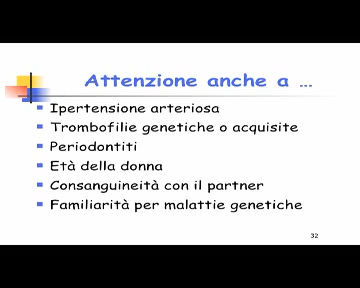 Attenzione anche a ...
Ipertensione arteriosa
Trombofilie genetiche o acquisite
Periodontiti
Età della donna
Consanguineità con il partner
Familiarità per malattie genetiche
32